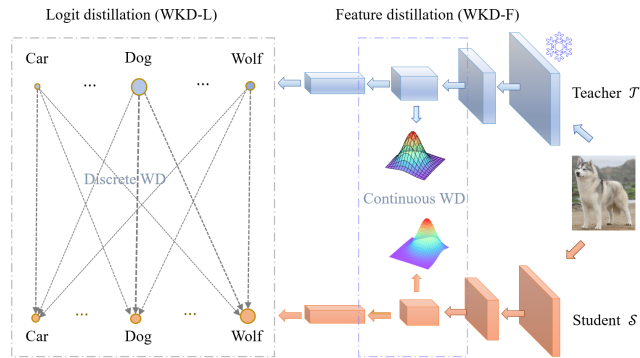 Logit distillation (WKD-L)
Feature distillation (WKD-F)
Car ... Dog ... Wolf
Teacher 𝒯
Discrete WD
Continuous WD
Car ... Dog ... Wolf
Student 𝒮